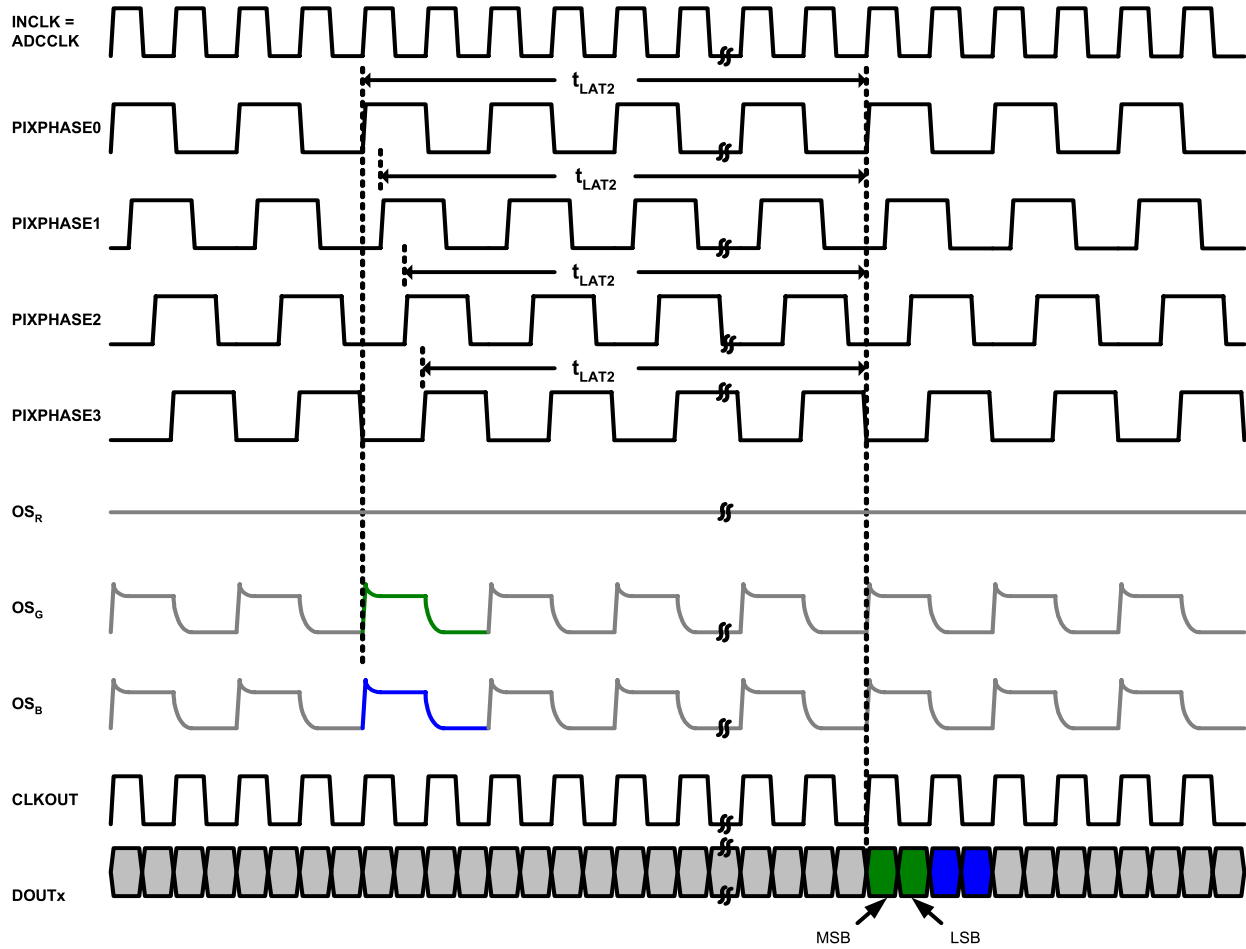 INCLK =
ADCCLK
tLAT2
PIXPHASE0
tLAT2
PIXPHASE1
tLAT2
PIXPHASE2
tLAT2
PIXPHASE3
OSR
OSG
OSB
CLKOUT
DOUTx
MSB
LSB